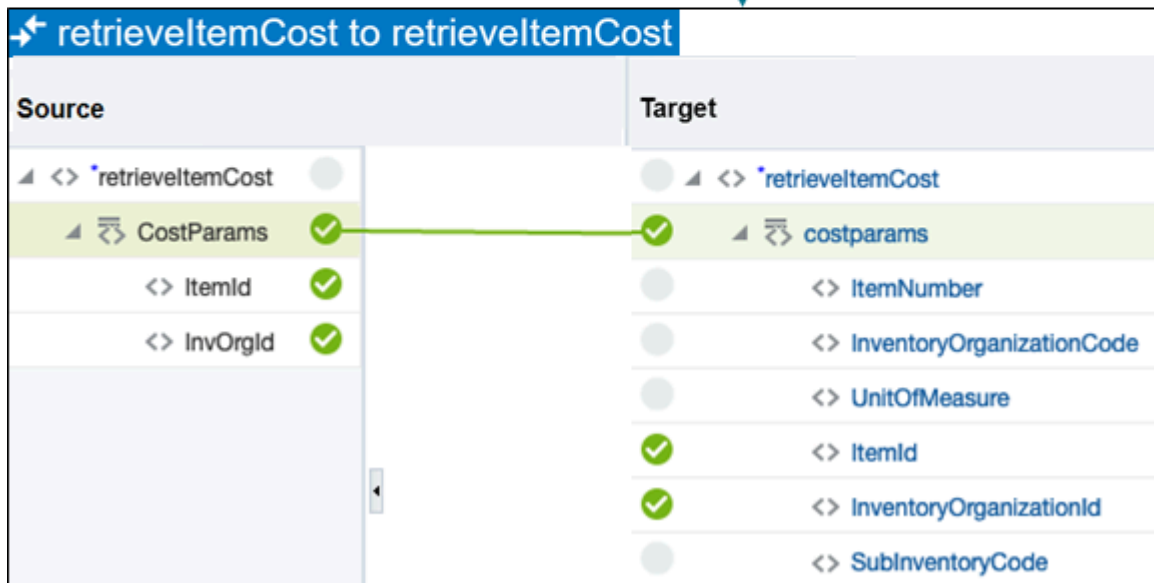 retrieveItemCost to retrieveItemCost
Source
Target
<> *retrieveItemCost
<> *retrieveItemCost
<> CostParams
<> costparams
<> ItemId
<> ItemNumber
<> InvOrgId
<> InventoryOrganizationCode
<> UnitOfMeasure
<> ItemId
<> InventoryOrganizationId
<> SubInventoryCode